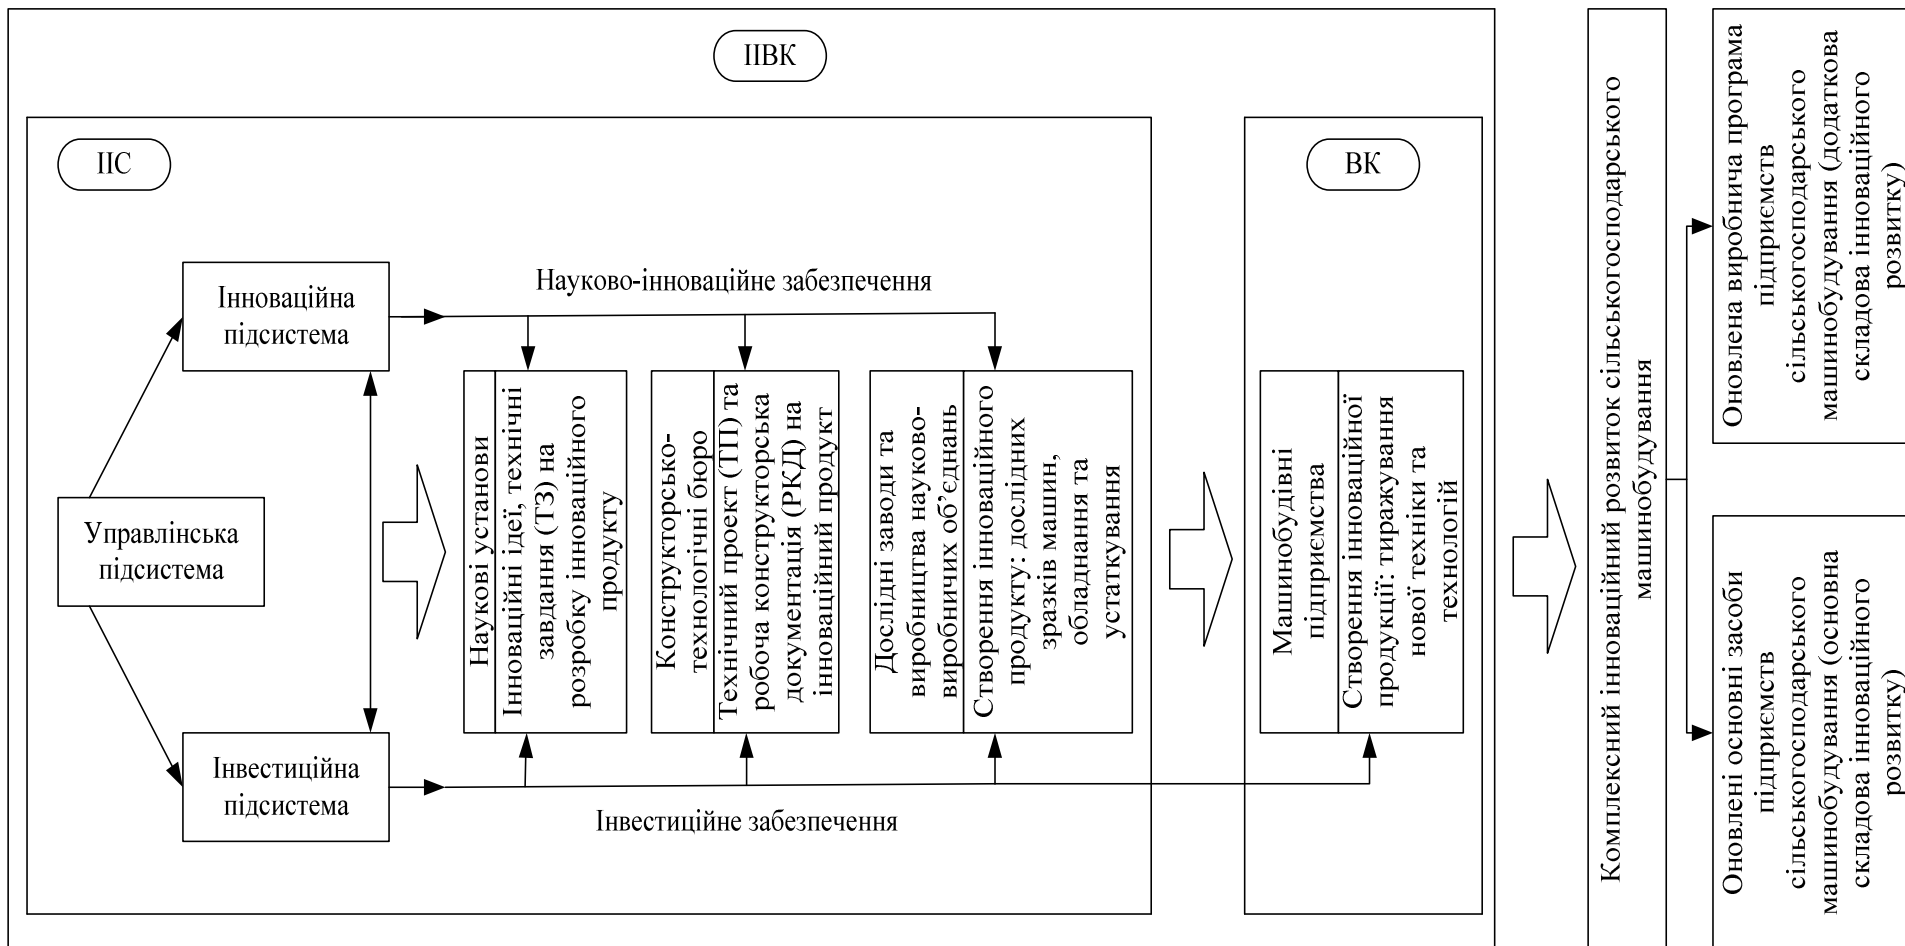 ІІВК
ІІС
ВК
Інноваційна
підсистема
Науково-інноваційне забезпечення
Управлінська
підсистема
Інвестиційна
підсистема
Інвестиційне забезпечення
Наукові установи
Інноваційні ідеї, технічні
завдання (ТЗ) на
розробку інноваційного
продукту
Конструкторсько-
технологічні бюро
Технічний проект (ТП) та
робоча конструкторська
документація (РКД) на
інноваційний продукт
Дослідні заводи та
виробництва науково-
виробничих об’єднань
Створення інноваційного
продукту: дослідних
зразків машин,
обладнання та
устаткування
Машинобудівні
підприємства
Створення інноваційної
продукції: тиражування
нової техніки та
технологій
Комплексний інноваційний розвиток сільськогосподарського
машинобудування
Оновлена виробнича програма
підприємств
сільськогосподарського
машинобудування (додаткова
складова інноваційного
розвитку)
Оновлені основні засоби
підприємств
сільськогосподарського
машинобудування (основна
складова інноваційного
розвитку)